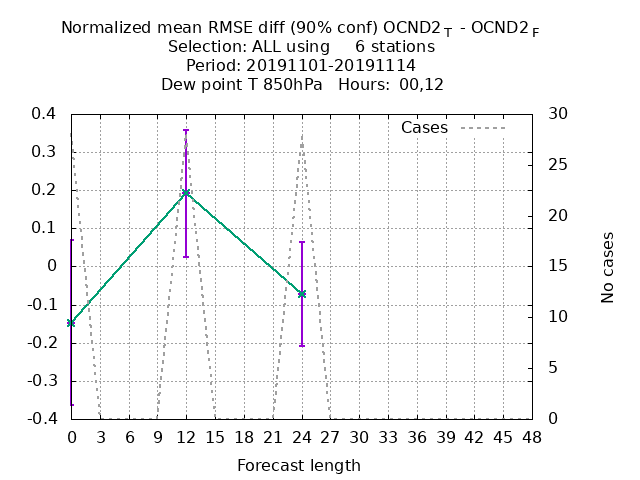 Normalized mean RMSE diff (90% conf) OCND2 T - OCND2 F
Selection: ALL using 6 stations
Period: 20191101-20191114
Dew point T 850hPa Hours: 00,12
Cases
0.4
0.3
0.2
0.1
0
-0.1
-0.2
-0.3
-0.4
30
25
20
15
10
5
0
No cases
0 3 6 9 12 15 18 21 24 27 30 33 36 39 42 45 48
Forecast length